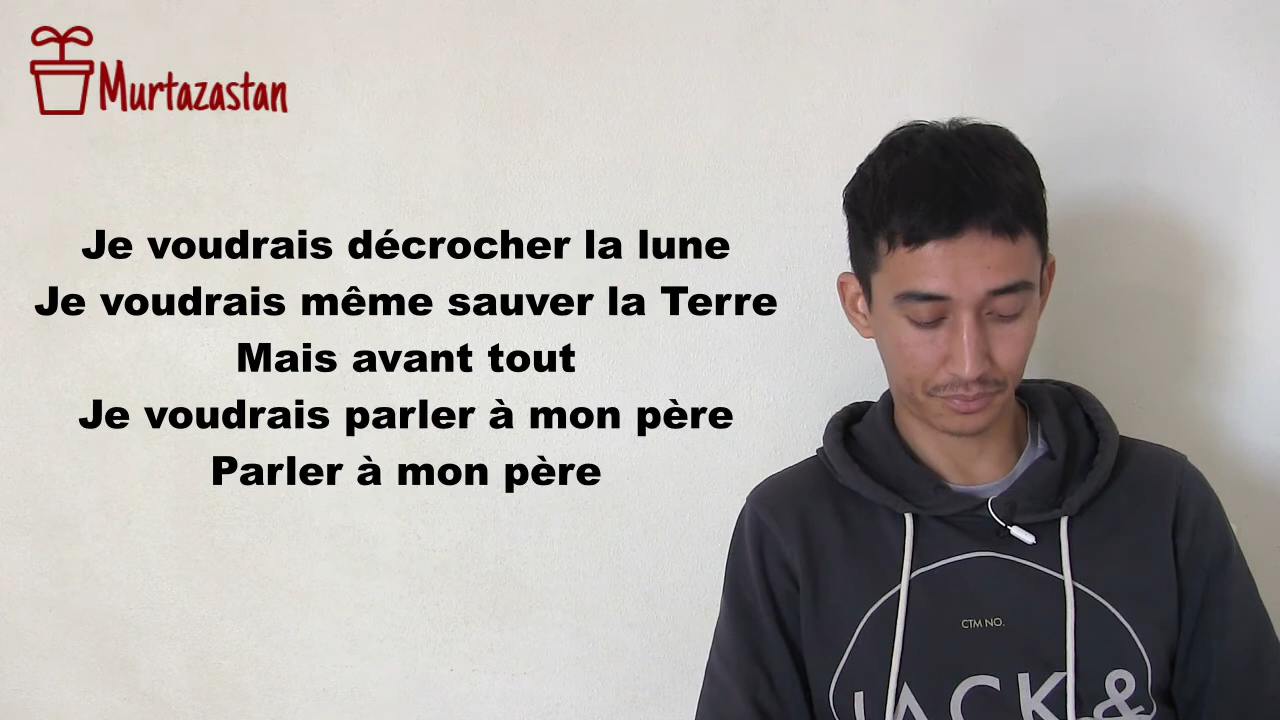 Murtazastan
Je voudrais décrocher la lune
Je voudrais même sauver la Terre
Mais avant tout
Je voudrais parler à mon père
Parler à mon père
CTM NO.
JACK &